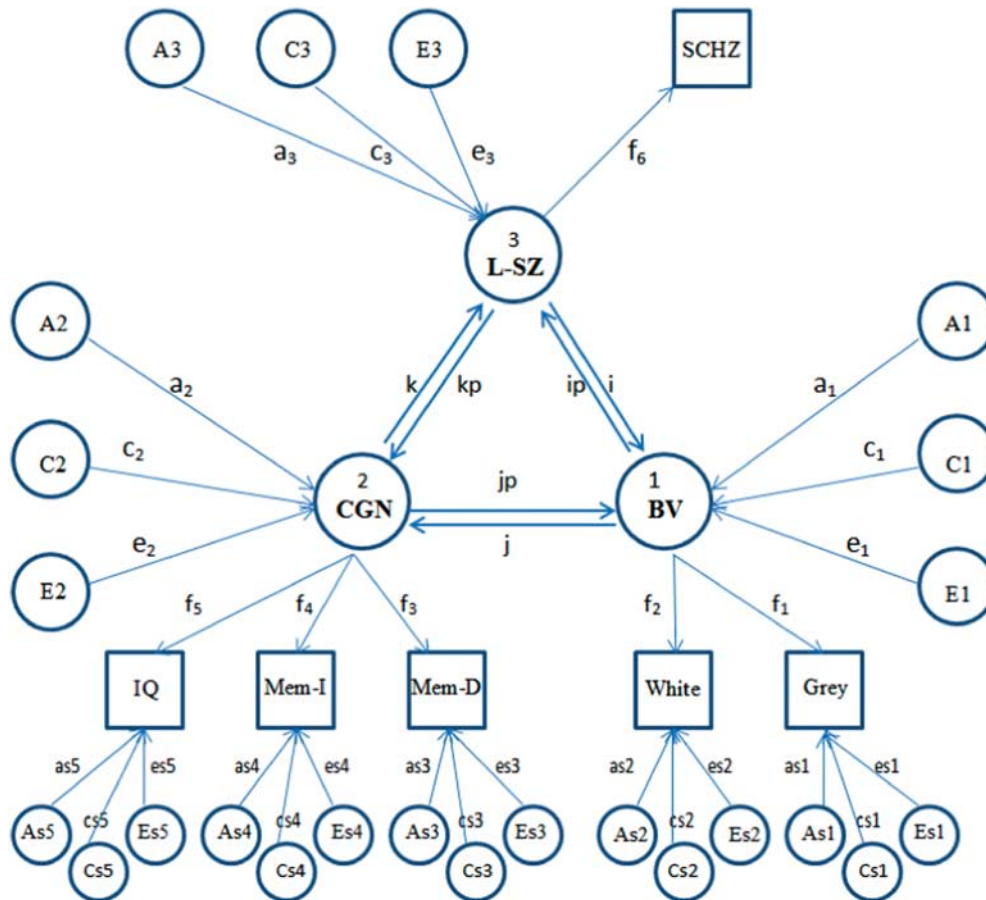 A3 C3 E3 SCHZ
a3 c3 e3 f6
3
L-SZ
A2 A1
a2 k kp ip i a1
C2 c2 c1 C1
2 jp 1
CGN BV
j
e2 e1
E2 E1
f5 f4 f3 f2 f1
IQ Mem-I Mem-D White Grey
as5 es5 as4 es4 as3 es3 as2 es2 as1 es1
cs5 cs4 cs3 cs2 cs1
As5 Es5 As4 Es4 As3 Es3 As2 Es2 As1 Es1
Cs5 Cs4 Cs3 Cs2 Cs1